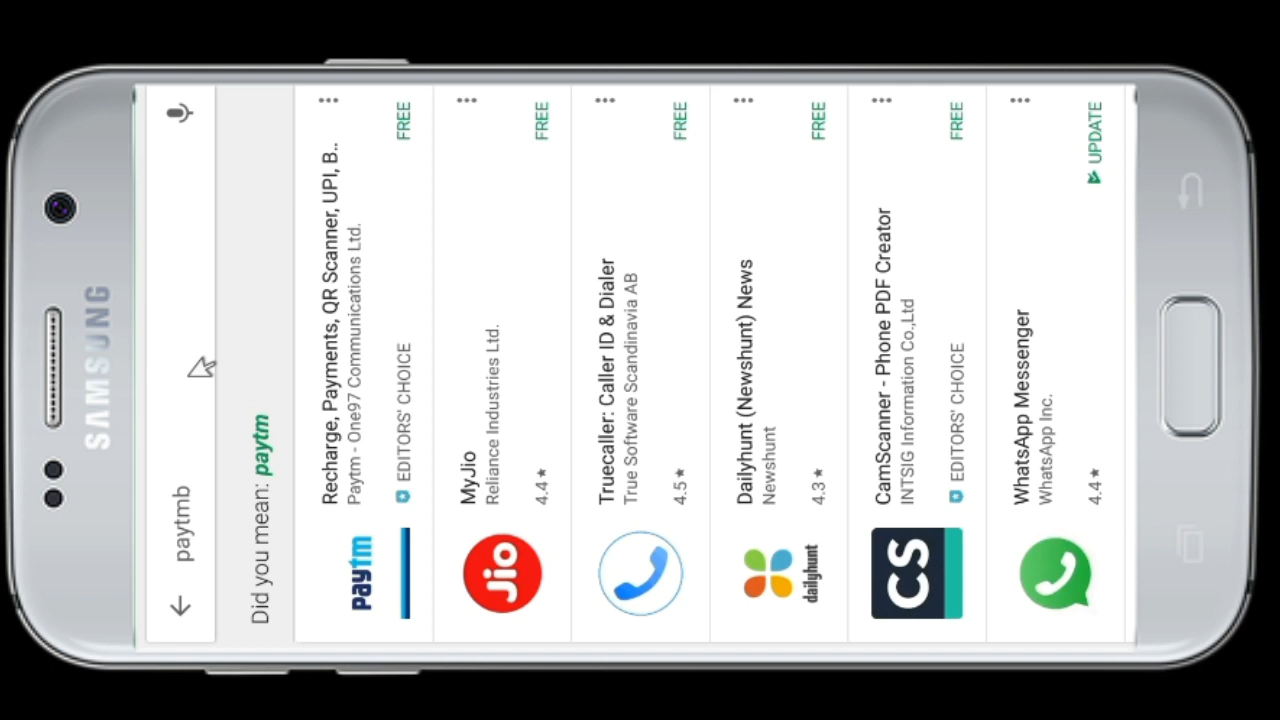 SAMSUNG
paytmb
Did you mean: paytm
Recharge, Payments, QR Scanner, UPI, B..
Paytm - One97 Communications Ltd.
EDITORS' CHOICE
FREE
paytm
MyJio
Reliance Industries Ltd.
4.4★
FREE
Jio
Truecaller: Caller ID & Dialer
True Software Scandinavia AB
4.5★
FREE
Dailyhunt (Newshunt) News
Newshunt
4.3★
FREE
dailyhunt
CamScanner - Phone PDF Creator
INTSIG Information Co.,Ltd
EDITORS' CHOICE
FREE
CS
WhatsApp Messenger
WhatsApp Inc.
4.4★
UPDATE